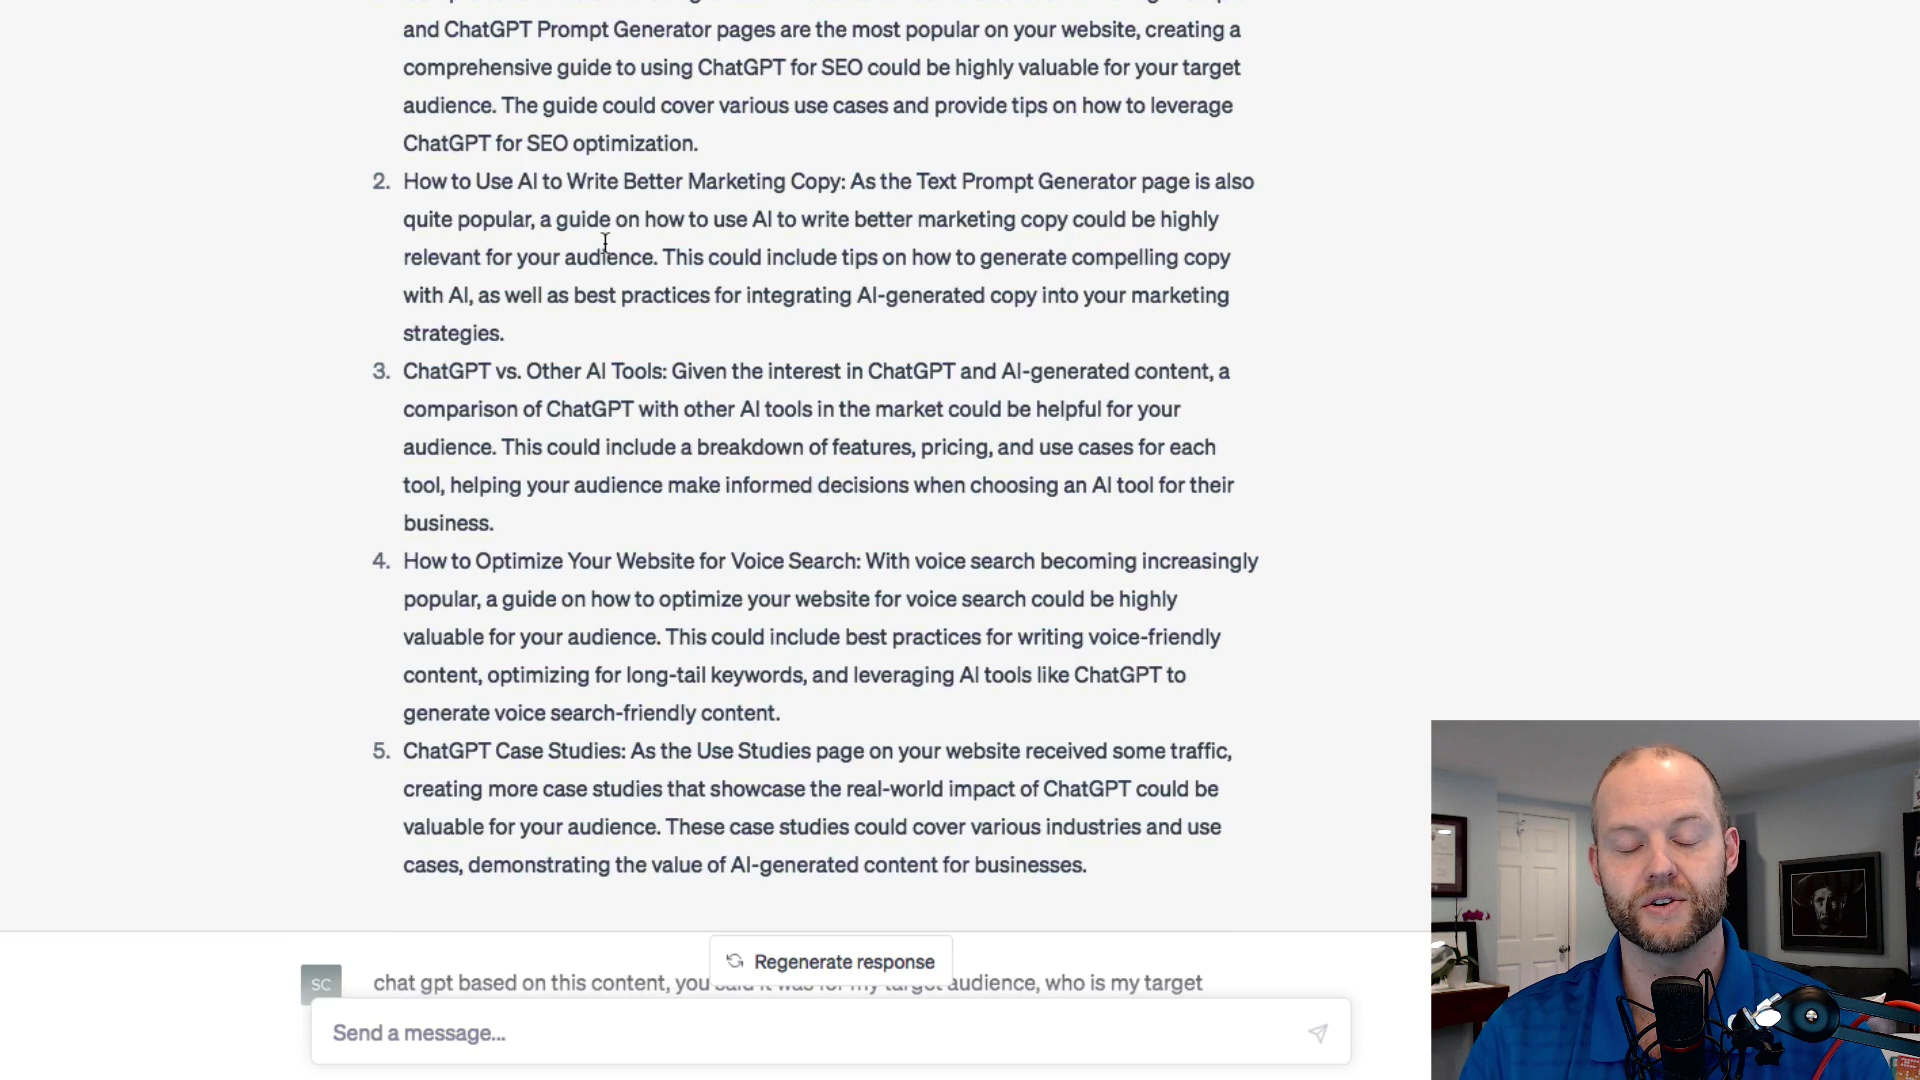 and ChatGPT Prompt Generator pages are the most popular on your website, creating a
comprehensive guide to using ChatGPT for SEO could be highly valuable for your target
audience. The guide could cover various use cases and provide tips on how to leverage
ChatGPT for SEO optimization.
2. How to Use AI to Write Better Marketing Copy: As the Text Prompt Generator page is also
quite popular, a guide on how to use AI to write better marketing copy could be highly
relevant for your audience. This could include tips on how to generate compelling copy
with AI, as well as best practices for integrating AI-generated copy into your marketing
strategies.
3. ChatGPT vs. Other AI Tools: Given the interest in ChatGPT and AI-generated content, a
comparison of ChatGPT with other AI tools in the market could be helpful for your
audience. This could include a breakdown of features, pricing, and use cases for each
tool, helping your audience make informed decisions when choosing an AI tool for their
business.
4. How to Optimize Your Website for Voice Search: With voice search becoming increasingly
popular, a guide on how to optimize your website for voice search could be highly
valuable for your audience. This could include best practices for writing voice-friendly
content, optimizing for long-tail keywords, and leveraging AI tools like ChatGPT to
generate voice search-friendly content.
5. ChatGPT Case Studies: As the Use Studies page on your website received some traffic,
creating more case studies that showcase the real-world impact of ChatGPT could be
valuable for your audience. These case studies could cover various industries and use
cases, demonstrating the value of AI-generated content for businesses.
Regenerate response
SC chat gpt based on this content, you said it was for my target audience, who is my target
Send a message...